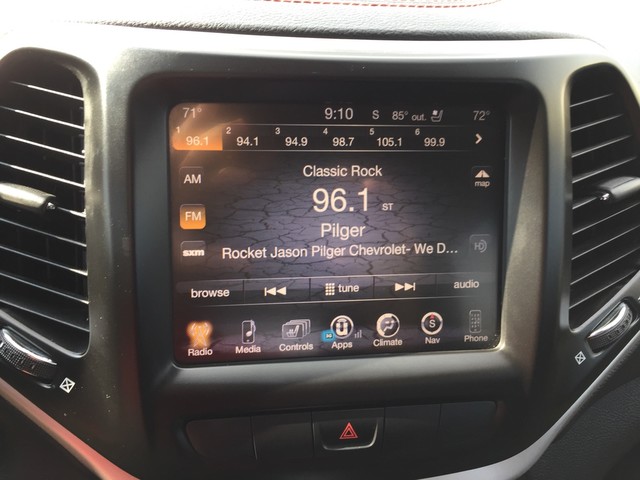 71° 9:10 S 85° out. 72°
1 96.1 2 94.1 3 94.9 4 98.7 5 105.1 6 99.9
Classic Rock
AM
96.1 ST
map
FM
Pilger
sxm
Rocket Jason Pilger Chevrolet- We D...
HD
browse tune audio
Radio Media Controls Apps Climate Nav Phone